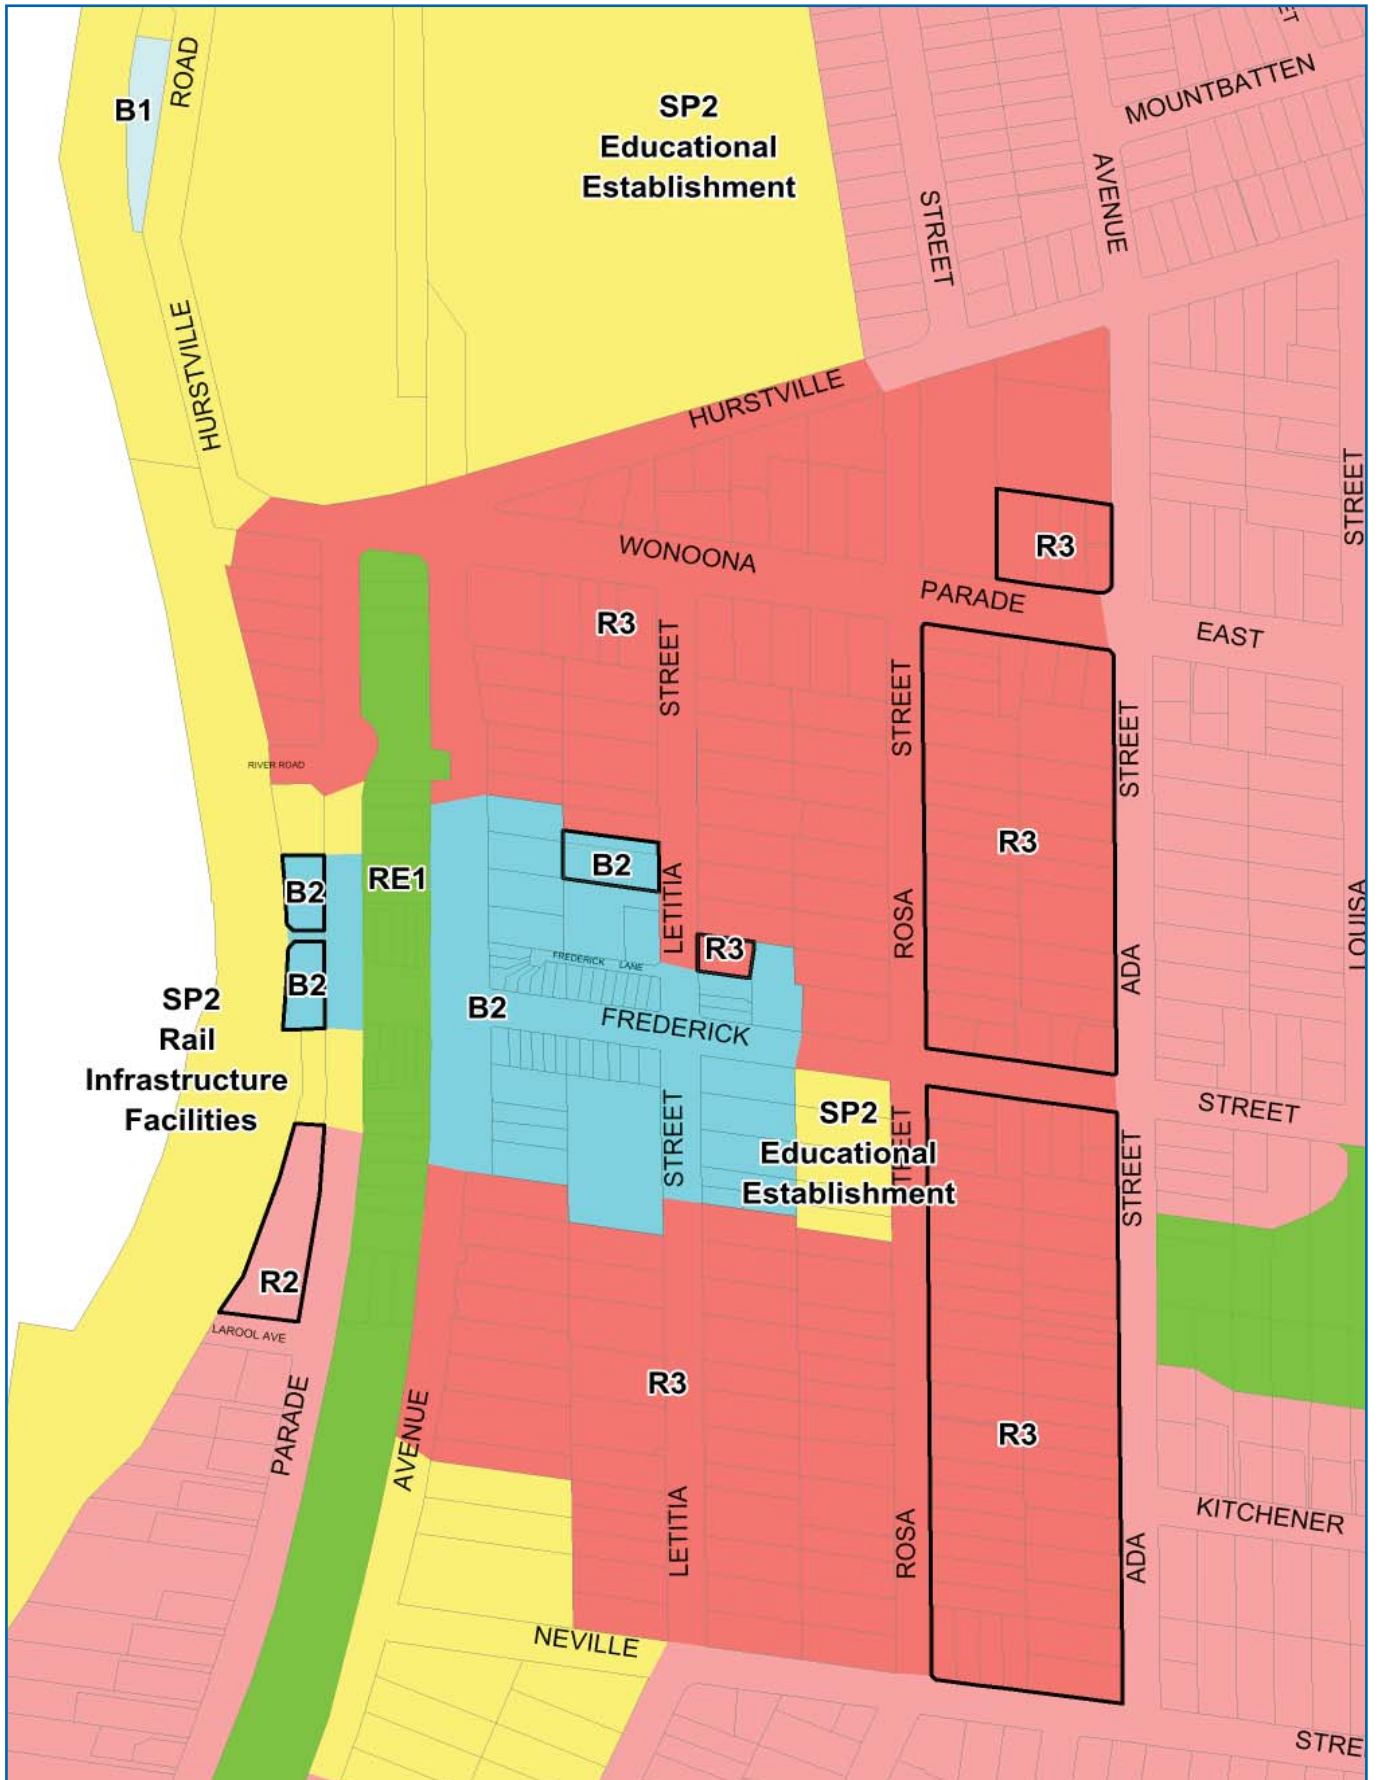 ROAD
B1
SP2
Educational
Establishment
MOUNTBATTEN
AVENUE
STREET
HURSTVILLE
HURSTVILLE
STREET
R3
WONOONA
PARADE
R3
STREET
EAST
STREET
STREET
RIVER ROAD
R3
B2
RE1
B2
LETITIA
ROSA
LOUISA
R3
ADA
FREDERICK LANE
B2
SP2
Rail
Infrastructure
Facilities
B2
FREDERICK
STREET
SP2
Educational
Establishment
STREET
TREET
STREET
R2
LAROOL AVE
R3
PARADE
AVENUE
R3
LETITIA
ROSA
KITCHENER
ADA
NEVILLE
STRE